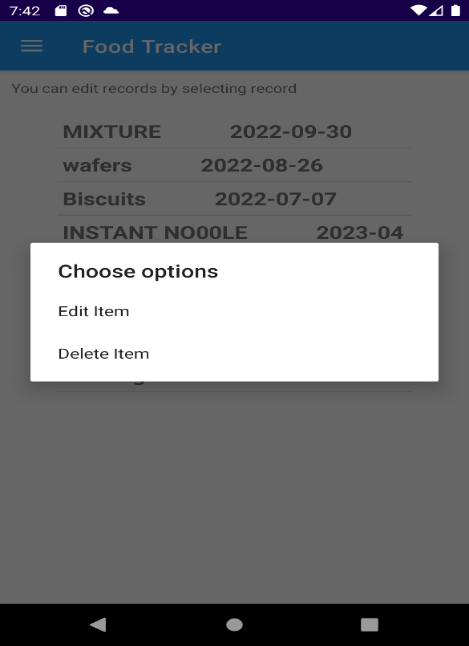 7:42
Food Tracker
You can edit records by selecting record
MIXTURE 2022-09-30
wafers 2022-08-26
Biscuits 2022-07-07
INSTANT NO00LE 2023-04
Choose options
Edit Item
Delete Item